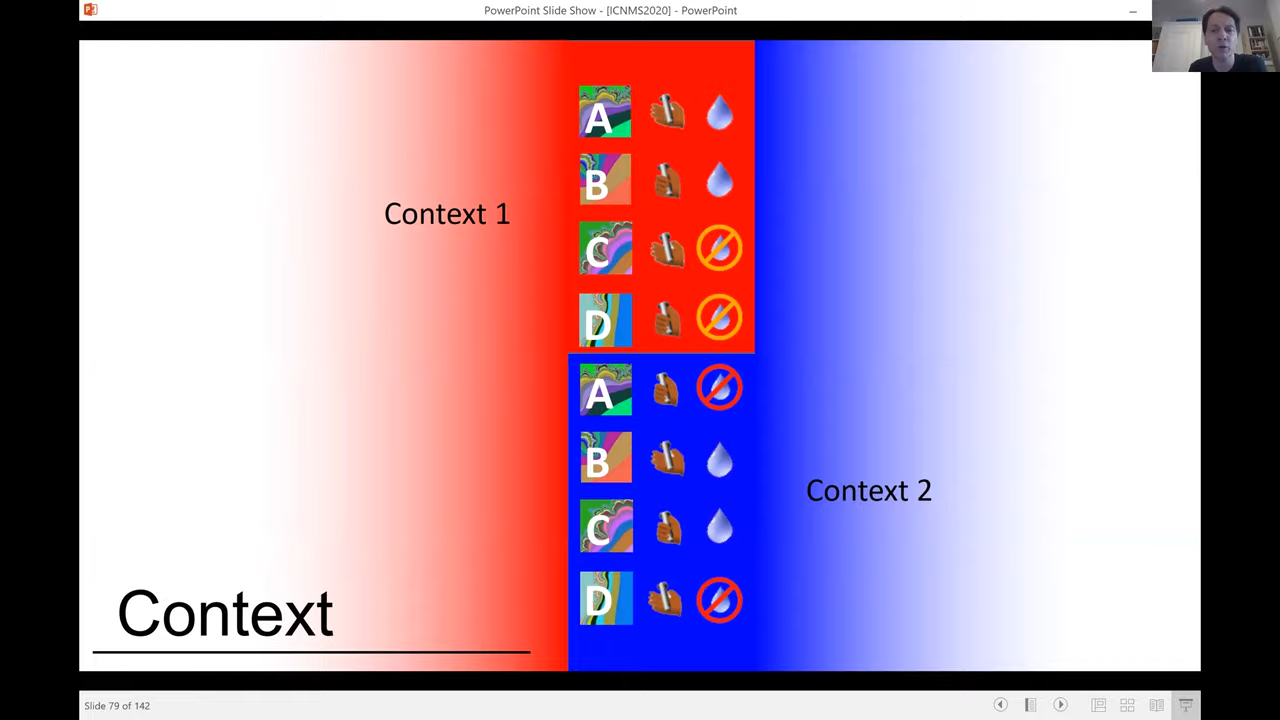 PowerPoint Slide Show - [ICNMS2020] - PowerPoint
A
B
Context 1
C
D
A
B
Context 2
C
D
Context
Slide 79 of 142